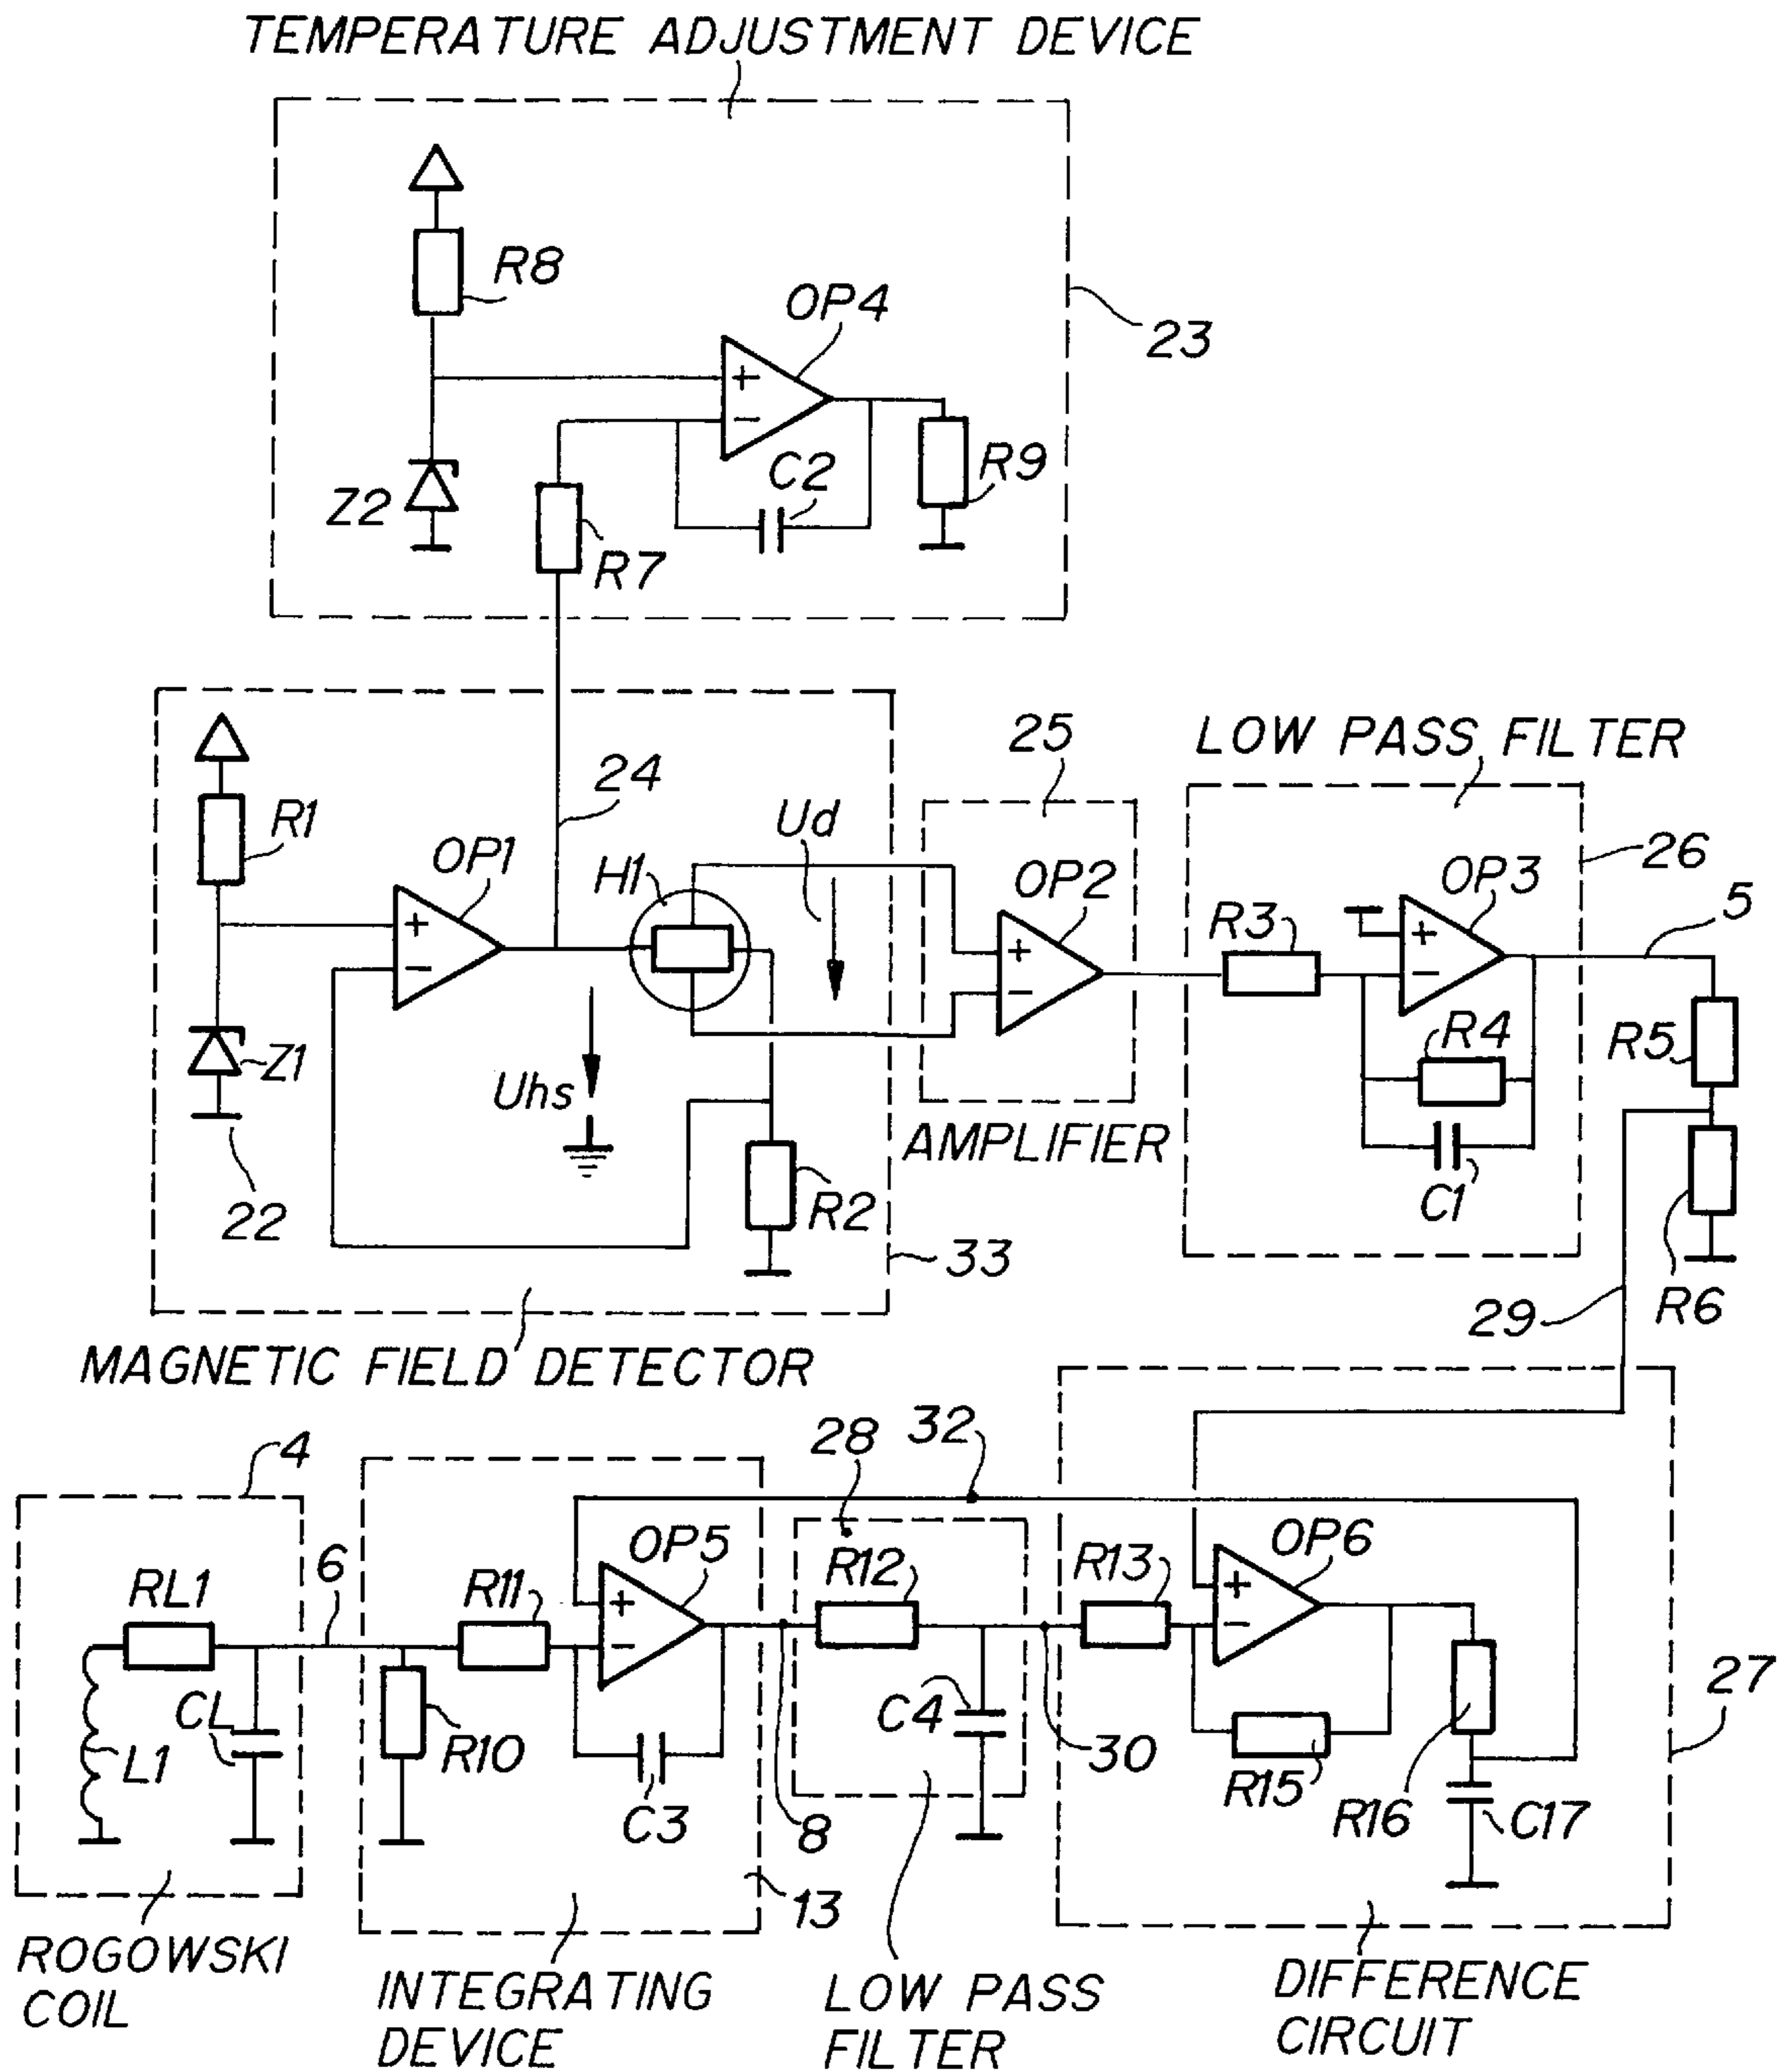 TEMPERATURE ADJUSTMENT DEVICE
R8
OP4
23
+
−
Z2
C2
R9
R7
25
LOW PASS FILTER
24
R1
Ud
26
OP1
H1
OP2
OP3
5
R3
+
−
+
−
+
−
Z1
R4
R5
Uhs
AMPLIFIER
22
R2
C1
33
29
R6
MAGNETIC FIELD DETECTOR
4
28
32
6
OP5
OP6
RL1
R11
R12
R13
+
−
+
−
27
CL
C4
L1
R10
30
R15
R16
C17
C3
8
13
ROGOWSKI
COIL
INTEGRATING
DEVICE
LOW PASS
FILTER
DIFFERENCE
CIRCUIT